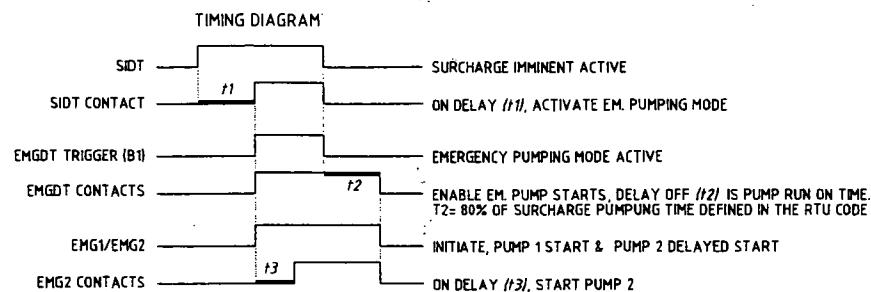 TIMING DIAGRAM
SIDT
SURCHARGE IMMINENT ACTIVE
t1
SIDT CONTACT
ON DELAY (t1), ACTIVATE EM. PUMPING MODE
EMGDT TRIGGER (B1)
EMERGENCY PUMPING MODE ACTIVE
EMGDT CONTACTS
t2
ENABLE EM. PUMP STARTS, DELAY OFF (t2) IS PUMP RUN ON TIME.
T2= 80% OF SURCHARGE PUMPUNG TIME DEFINED IN THE RTU CODE
EMG1/EMG2
INITIATE, PUMP 1 START & PUMP 2 DELAYED START
t3
EMG2 CONTACTS
ON DELAY (t3), START PUMP 2